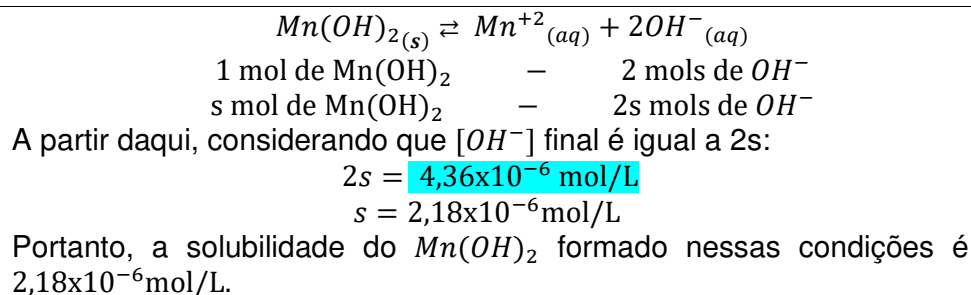 Mn(OH)₂₍ₛ₎ ⇄ Mn⁺²₍aq₎ + 2OH⁻₍aq₎
1 mol de Mn(OH)₂ − 2 mols de OH⁻
s mol de Mn(OH)₂ − 2s mols de OH⁻
A partir daqui, considerando que [OH⁻] final é igual a 2s:
2s = 4,36x10⁻⁶ mol/L
s = 2,18x10⁻⁶mol/L
Portanto, a solubilidade do Mn(OH)₂ formado nessas condições é
2,18x10⁻⁶mol/L.